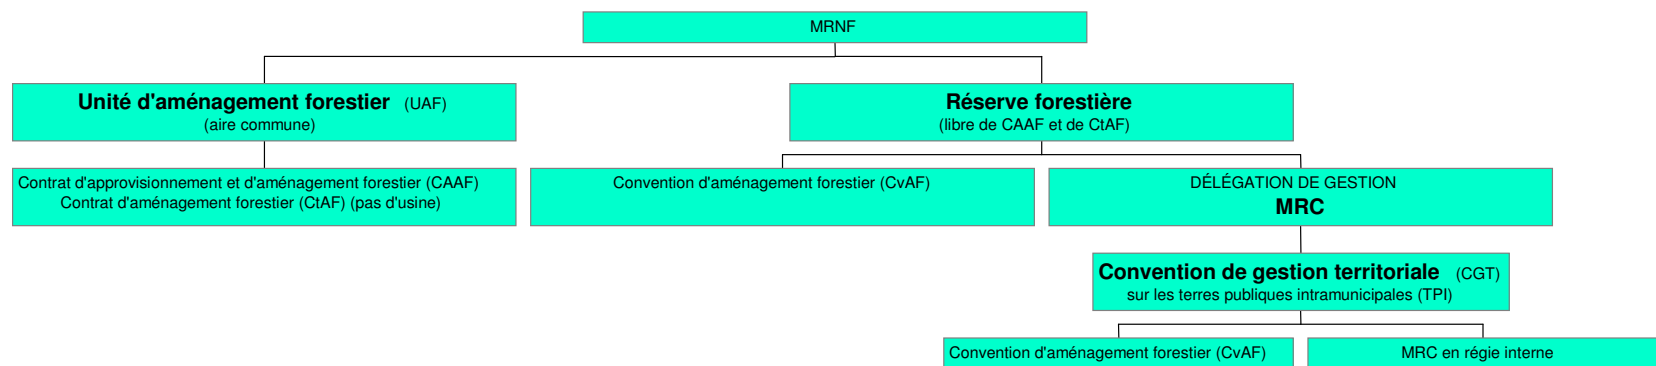 MRNF
Unité d'aménagement forestier (UAF)
(aire commune)
Réserve forestière
(libre de CAAF et de CtAF)
Contrat d'approvisionnement et d'aménagement forestier (CAAF)
Contrat d'aménagement forestier (CtAF) (pas d'usine)
Convention d'aménagement forestier (CvAF)
DÉLÉGATION DE GESTION
MRC
Convention de gestion territoriale (CGT)
sur les terres publiques intramunicipales (TPI)
Convention d'aménagement forestier (CvAF)
MRC en régie interne